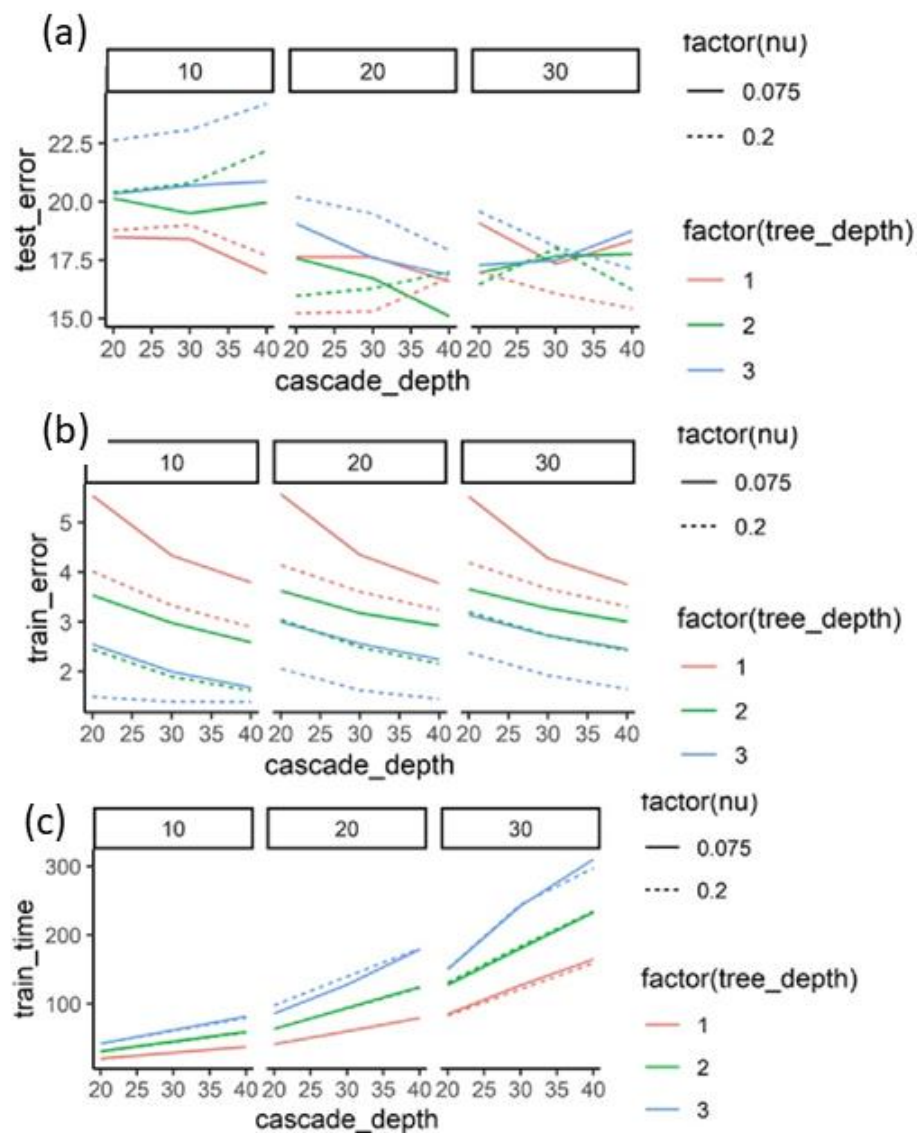 (a)
10 20 30
test_error
22.5
20.0
17.5
15.0
20 25 30 35 40 20 25 30 35 40 20 25 30 35 40
cascade_depth
factor(nu)
0.075
0.2
factor(tree_depth)
1
2
3
(b)
10 20 30
train_error
5
4
3
2
20 25 30 35 40 20 25 30 35 40 20 25 30 35 40
cascade_depth
factor(nu)
0.075
0.2
factor(tree_depth)
1
2
3
(c)
10 20 30
train_time
300
200
100
20 25 30 35 40 20 25 30 35 40 20 25 30 35 40
cascade_depth
factor(nu)
0.075
0.2
factor(tree_depth)
1
2
3